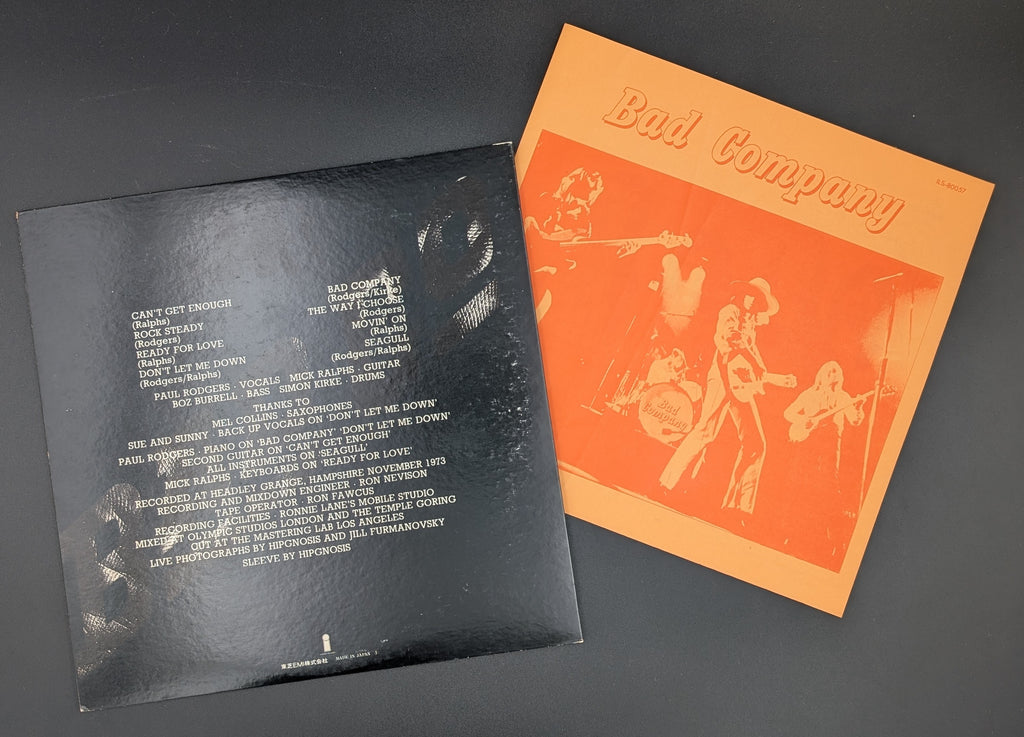 CAN'T GET ENOUGH
(Ralphs)
ROCK STEADY
(Rodgers)
READY FOR LOVE
(Ralphs)
DON'T LET ME DOWN
(Rodgers/Ralphs)
BAD COMPANY
(Rodgers/Kirke)
THE WAY I CHOOSE
(Rodgers)
MOVIN' ON
(Ralphs)
SEAGULL
(Rodgers/Ralphs)
PAUL RODGERS · VOCALS MICK RALPHS · GUITAR
BOZ BURRELL · BASS SIMON KIRKE · DRUMS
THANKS TO
MEL COLLINS · SAXOPHONES
SUE AND SUNNY · BACK UP VOCALS ON 'DON'T LET ME DOWN'
PAUL RODGERS · PIANO ON 'BAD COMPANY' 'DON'T LET ME DOWN'
SECOND GUITAR ON 'CAN'T GET ENOUGH'
ALL INSTRUMENTS ON 'SEAGULL'
MICK RALPHS · KEYBOARDS ON 'READY FOR LOVE'
RECORDED AT HEADLEY GRANGE, HAMPSHIRE NOVEMBER 1973
RECORDING AND MIXDOWN ENGINEER · RON NEVISON
TAPE OPERATOR · RON FAWCUS
RECORDING FACILITIES · RONNIE LANE'S MOBILE STUDIO
MIXED AT OLYMPIC STUDIOS LONDON AND THE TEMPLE GORING
CUT AT THE MASTERING LAB LOS ANGELES
LIVE PHOTOGRAPHS BY HIPGNOSIS AND JILL FURMANOVSKY
SLEEVE BY HIPGNOSIS
i
東芝EMI株式会社 MADE IN JAPAN
Bad Company
ILS-80057
Bad
Company